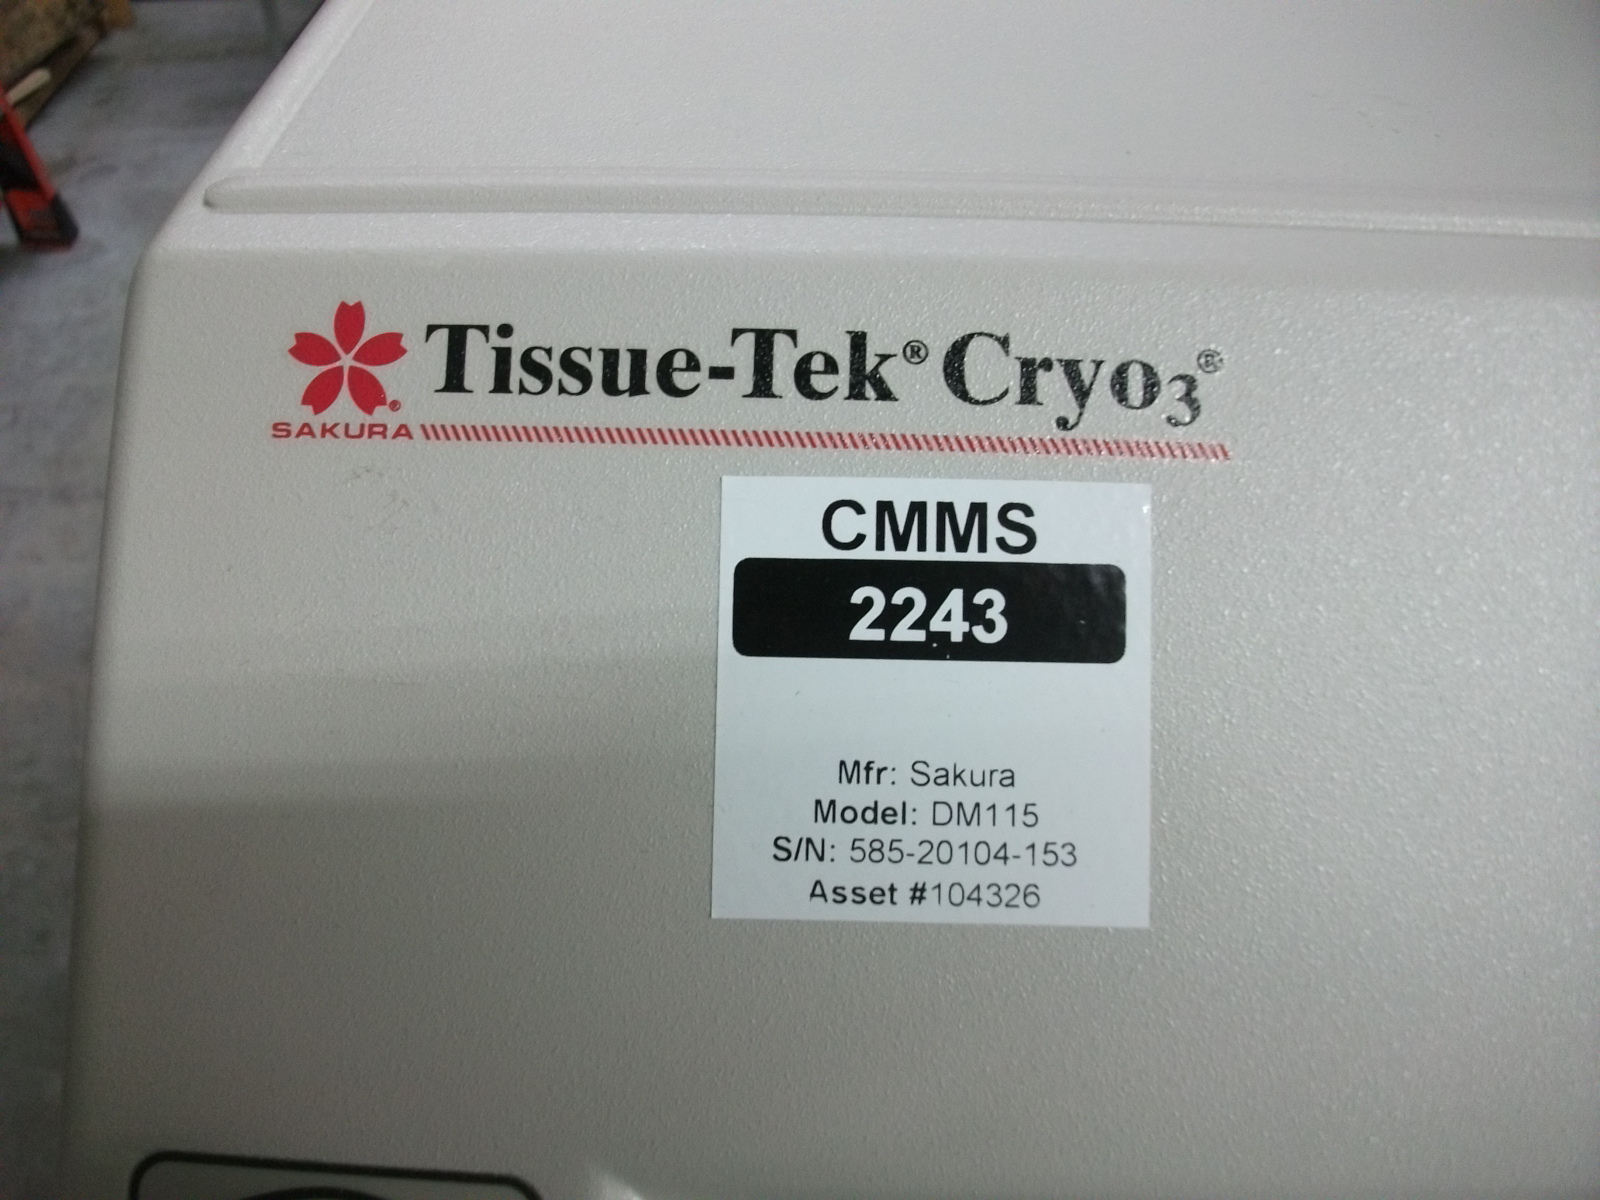 Tissue-Tek® Cryo3®
SAKURA
CMMS
2243
Mfr: Sakura
Model: DM115
S/N: 585-20104-153
Asset #104326